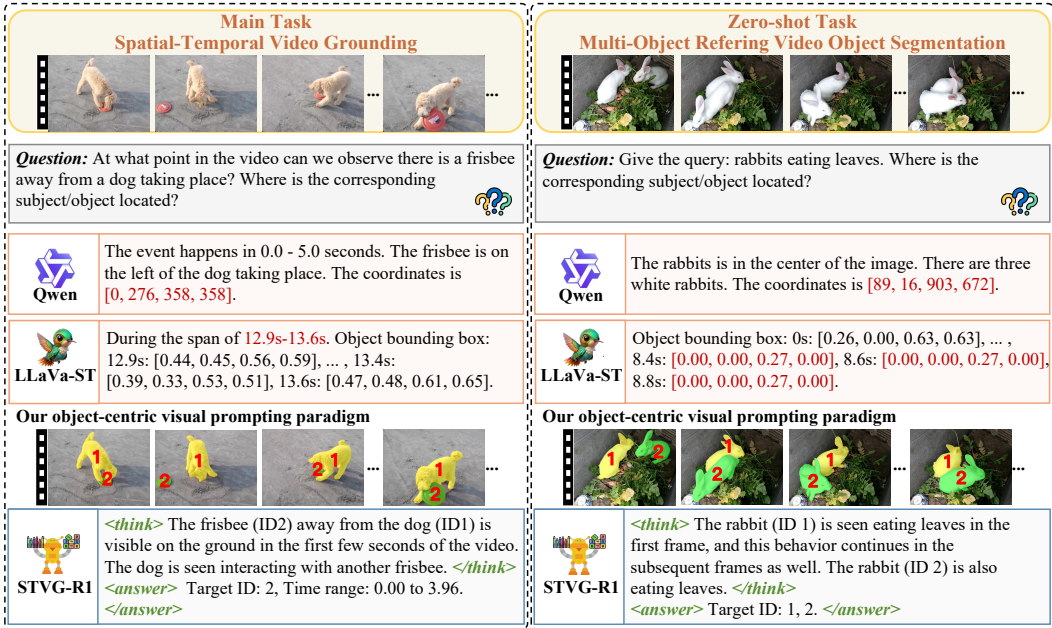 Main Task
Spatial-Temporal Video Grounding
...
...
Question: At what point in the video can we observe there is a frisbee
away from a dog taking place? Where is the corresponding
subject/object located?
???
Qwen
The event happens in 0.0 - 5.0 seconds. The frisbee is on
the left of the dog taking place. The coordinates is
[0, 276, 358, 358].
LLaVa-ST
During the span of 12.9s-13.6s. Object bounding box:
12.9s: [0.44, 0.45, 0.56, 0.59], ... , 13.4s:
[0.39, 0.33, 0.53, 0.51], 13.6s: [0.47, 0.48, 0.61, 0.65].
Our object-centric visual prompting paradigm
1 2
2 1
2 1
...
1 2
...
STVG-R1
<think> The frisbee (ID2) away from the dog (ID1) is
visible on the ground in the first few seconds of the video.
The dog is seen interacting with another frisbee. </think>
<answer> Target ID: 2, Time range: 0.00 to 3.96.
</answer>
Zero-shot Task
Multi-Object Refering Video Object Segmentation
...
...
Question: Give the query: rabbits eating leaves. Where is the
corresponding subject/object located?
???
Qwen
The rabbits is in the center of the image. There are three
white rabbits. The coordinates is [89, 16, 903, 672].
LLaVa-ST
Object bounding box: 0s: [0.26, 0.00, 0.63, 0.63], ... ,
8.4s: [0.00, 0.00, 0.27, 0.00], 8.6s: [0.00, 0.00, 0.27, 0.00],
8.8s: [0.00, 0.00, 0.27, 0.00].
Our object-centric visual prompting paradigm
1 2
1 2
1 2
...
1 2
...
STVG-R1
<think> The rabbit (ID 1) is seen eating leaves in the
first frame, and this behavior continues in the
subsequent frames as well. The rabbit (ID 2) is also
eating leaves. </think>
<answer> Target ID: 1, 2. </answer>